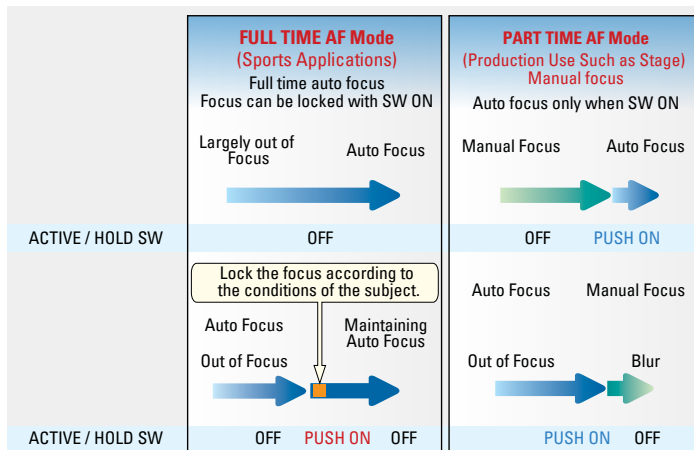 FULL TIME AF Mode
(Sports Applications)
Full time auto focus
Focus can be locked with SW ON
PART TIME AF Mode
(Production Use Such as Stage)
Manual focus
Auto focus only when SW ON
Largely out of
Focus
Auto Focus
Manual Focus
Auto Focus
ACTIVE / HOLD SW
OFF
OFF
PUSH ON
Lock the focus according to
the conditions of the subject.
Auto Focus
Out of Focus
Maintaining
Auto Focus
Auto Focus
Manual Focus
Out of Focus
Blur
ACTIVE / HOLD SW
OFF
PUSH ON
OFF
PUSH ON
OFF